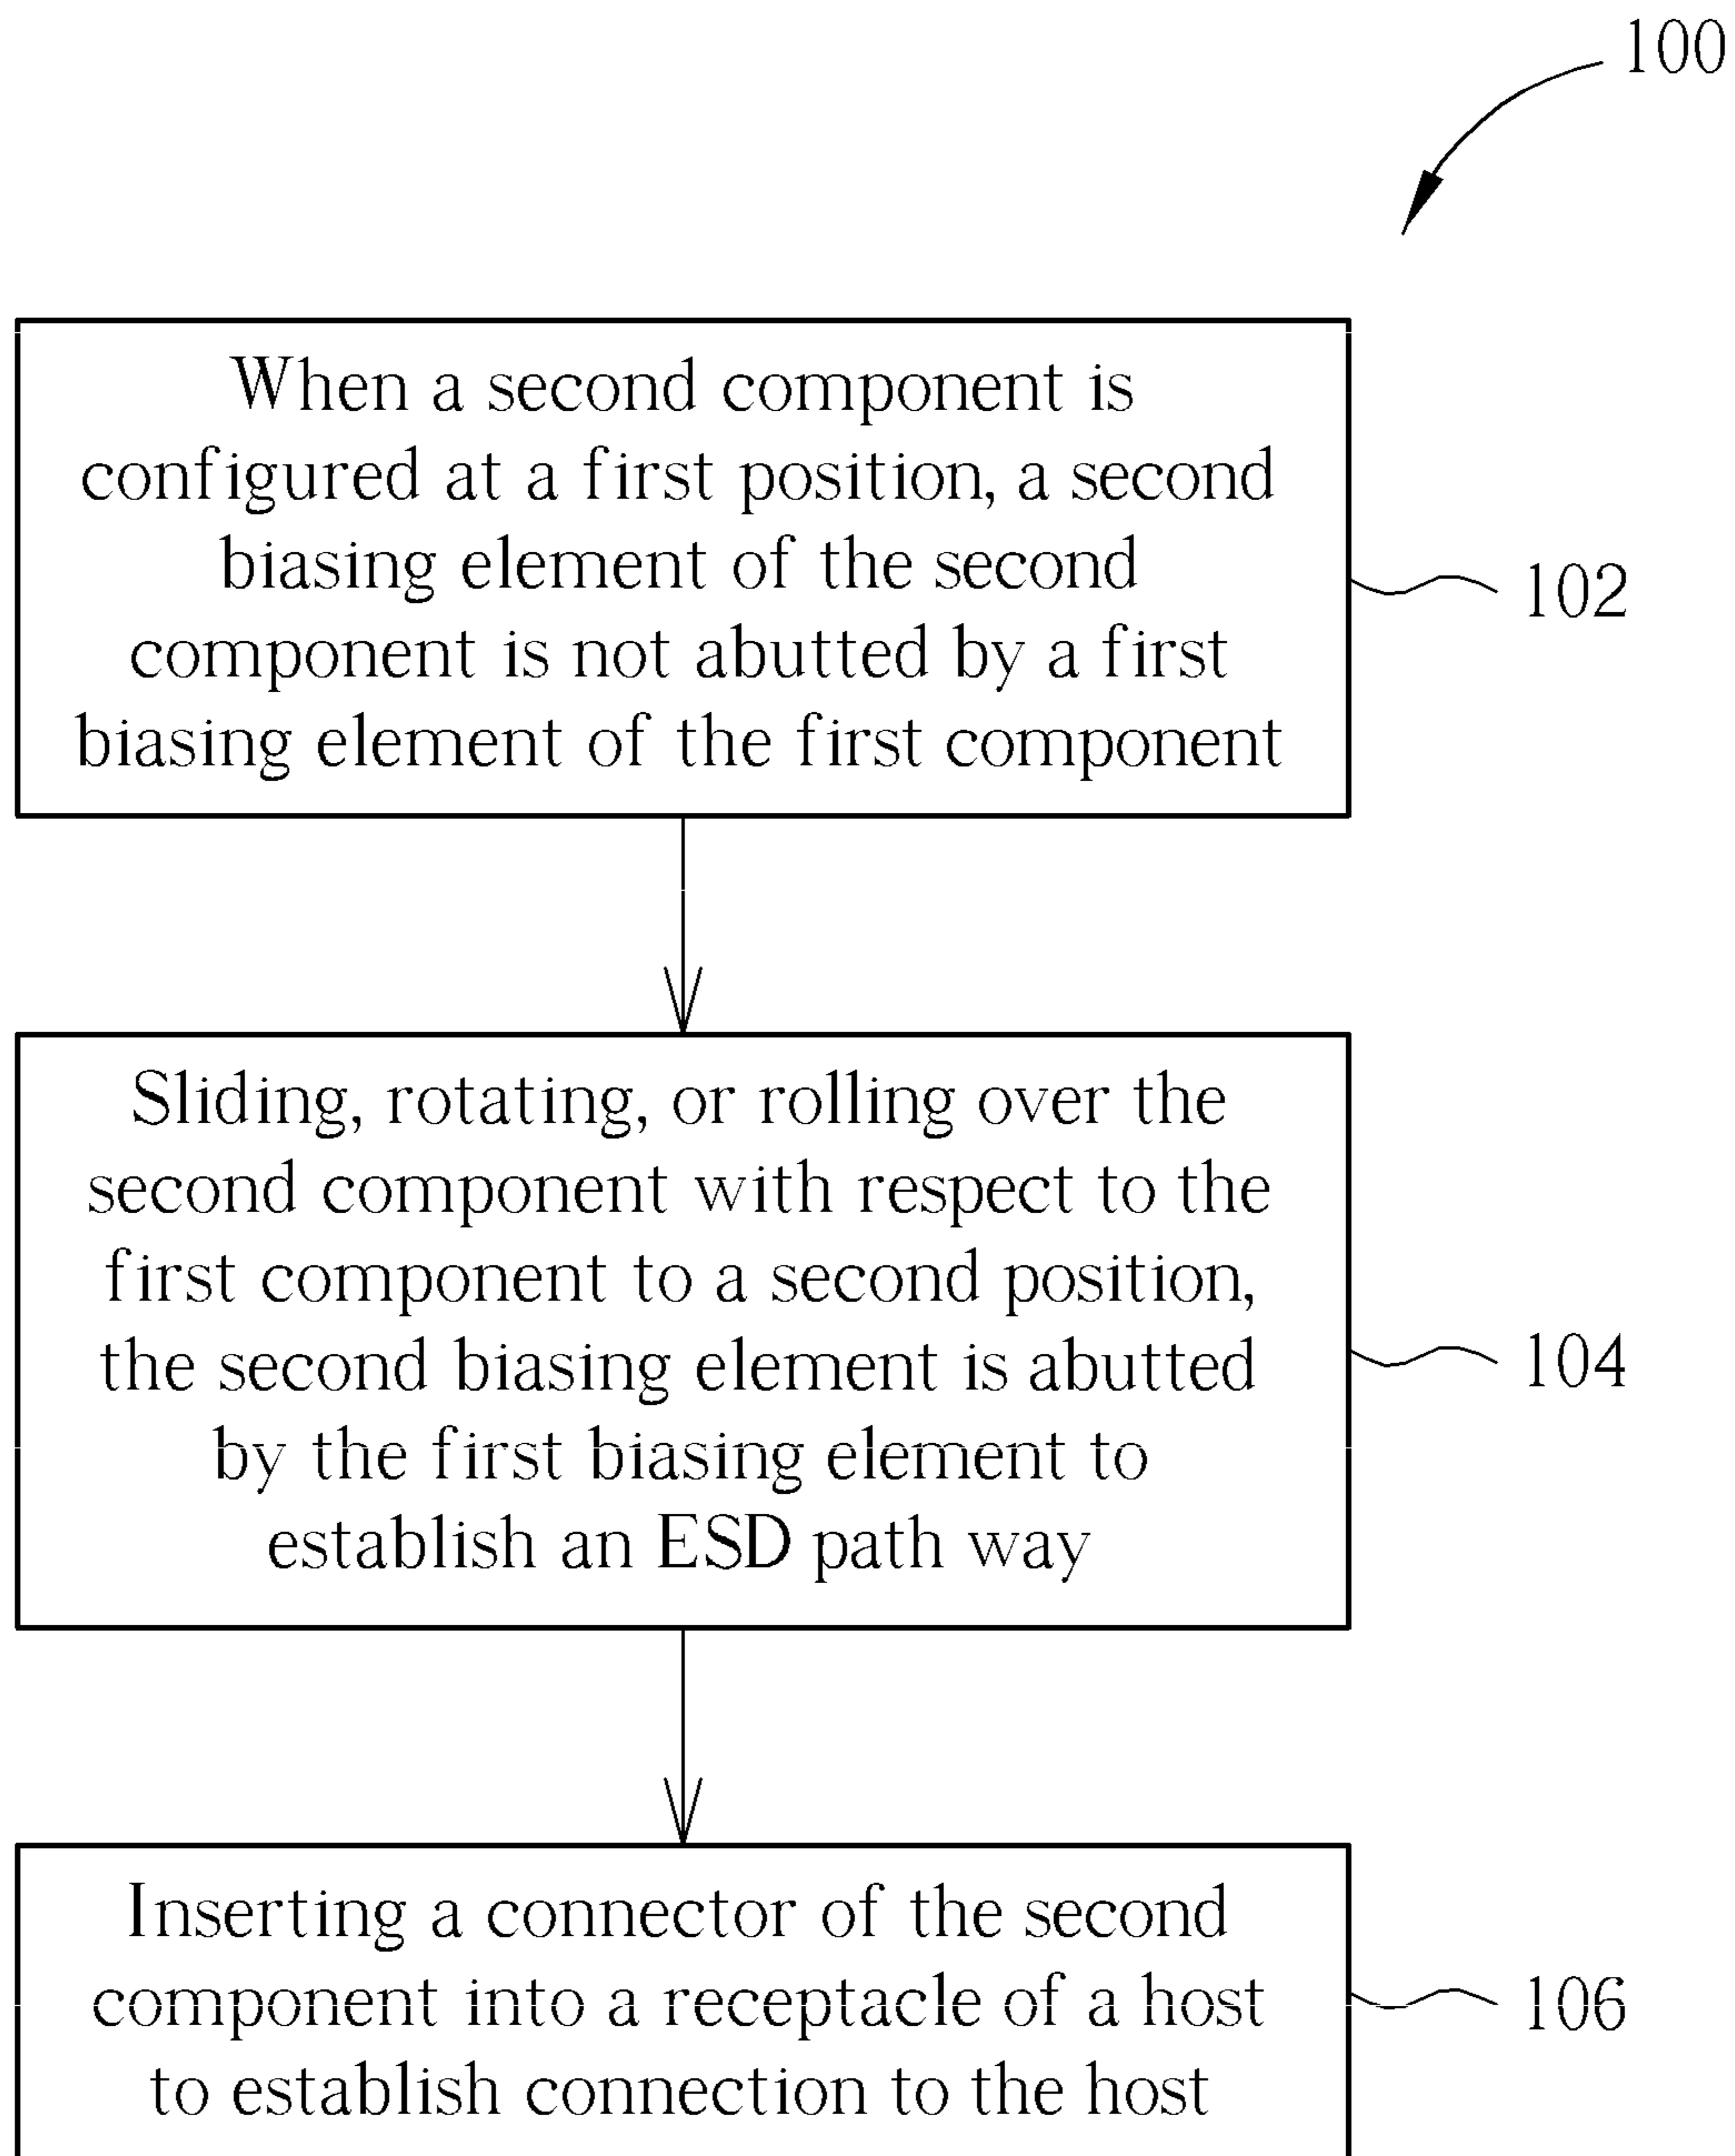 100
When a second component is
configured at a first position, a second
biasing element of the second
component is not abutted by a first
biasing element of the first component
102
Sliding, rotating, or rolling over the
second component with respect to the
first component to a second position,
the second biasing element is abutted
by the first biasing element to
establish an ESD path way
104
Inserting a connector of the second
component into a receptacle of a host
to establish connection to the host
106